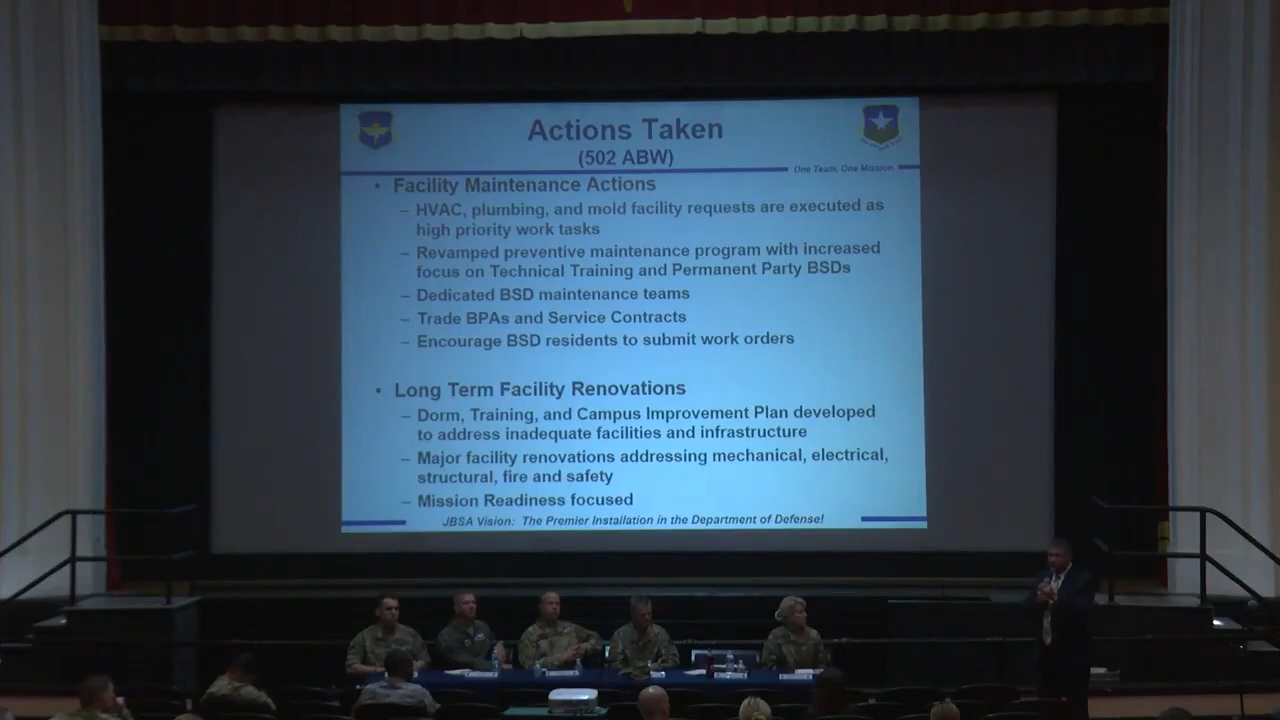 Actions Taken
(502 ABW)
One Team, One Mission
• Facility Maintenance Actions
– HVAC, plumbing, and mold facility requests are executed as
high priority work tasks
– Revamped preventive maintenance program with increased
focus on Technical Training and Permanent Party BSDs
– Dedicated BSD maintenance teams
– Trade BPAs and Service Contracts
– Encourage BSD residents to submit work orders
• Long Term Facility Renovations
– Dorm, Training, and Campus Improvement Plan developed
to address inadequate facilities and infrastructure
– Major facility renovations addressing mechanical, electrical,
structural, fire and safety
– Mission Readiness focused
JBSA Vision: The Premier Installation in the Department of Defense!